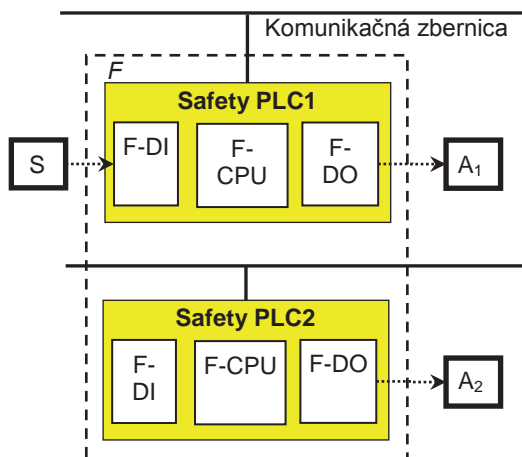 Komunikačná zbernica
F
Safety PLC1
S
F-DI
F-
CPU
F-
DO
A1
Safety PLC2
F-
DI
F-CPU
F-DO
A2